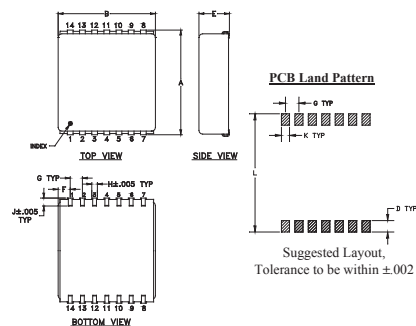 B
E
14 13 12 11 10 9 8
A
INDEX
1 2 3 4 5 6 7
TOP VIEW
SIDE VIEW
PCB Land Pattern
G TYP
K TYP
L
D TYP
Suggested Layout,
Tolerance to be within ±.002
G TYP
H±.005 TYP
F
J±.005
TYP
1 2 3 4 5 6 7
14 13 12 11 10 9 8
BOTTOM VIEW